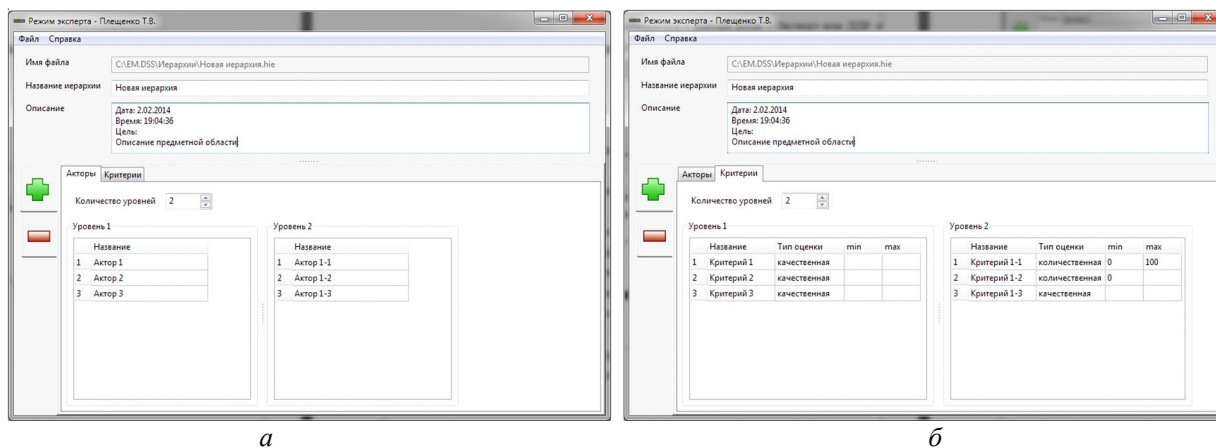 Режим эксперта - Плещенко Т.В.
Файл Справка
Имя файла C:\EM.DSS\Иерархии\Новая иерархия.hie
Название иерархии Новая иерархия
Описание Дата: 2.02.2014
Время: 19:04:36
Цель:
Описание предметной области
Акторы Критерии
Количество уровней 2
Уровень 1
Название
1 Актор 1
2 Актор 2
3 Актор 3
Уровень 2
Название
1 Актор 1-1
2 Актор 1-2
3 Актор 1-3
а
Режим эксперта - Плещенко Т.В.
Файл Справка
Имя файла C:\EM.DSS\Иерархии\Новая иерархия.hie
Название иерархии Новая иерархия
Описание Дата: 2.02.2014
Время: 19:04:36
Цель:
Описание предметной области
Акторы Критерии
Количество уровней 2
Уровень 1
Название Тип оценки min max
1 Критерий 1 качественная
2 Критерий 2 качественная
3 Критерий 3 качественная
Уровень 2
Название Тип оценки min max
1 Критерий 1-1 количественная 0 100
2 Критерий 1-2 количественная 0
3 Критерий 1-3 качественная
б